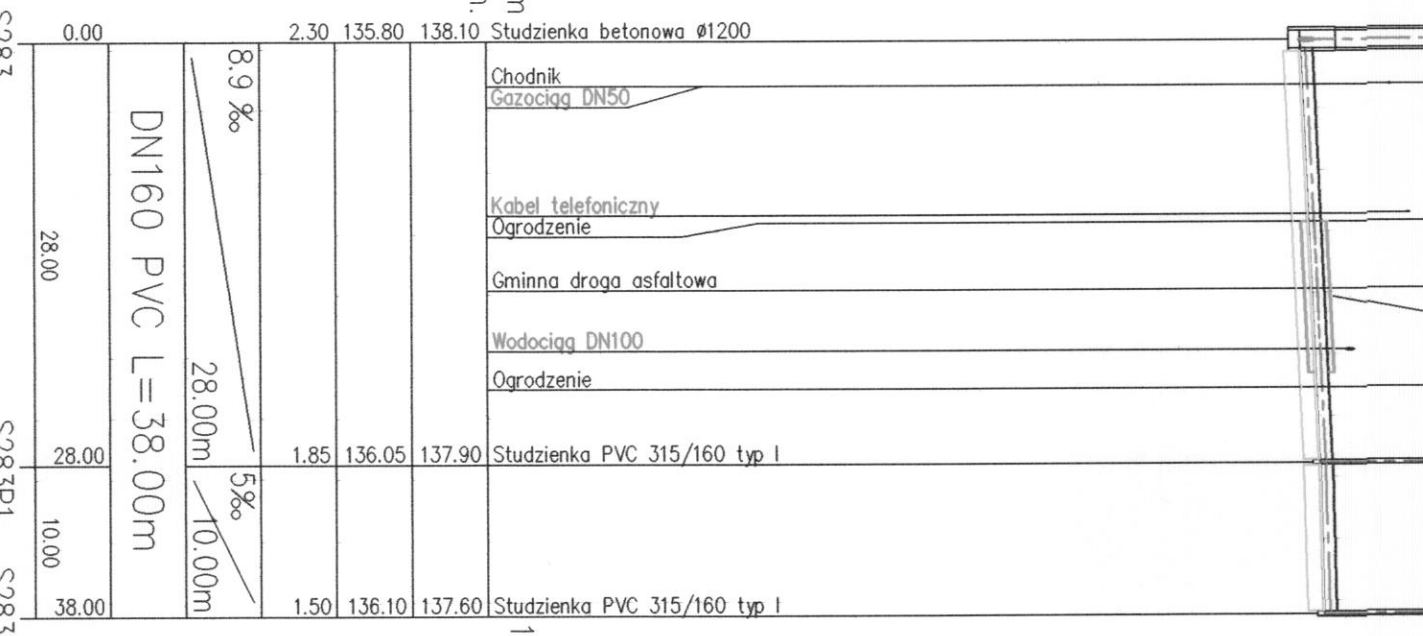 0.00 2.30 135.80 138.10 Studzienka betonowa ø1200
Chodnik
Gazociąg DN50
8.9 ‰
Kabel telefoniczny
Ogrodzenie
28.00
DN160 PVC L=38.00m
Gminna droga asfaltowa
Wodociąg DN100
28.00m
Ogrodzenie
28.00 1.85 136.05 137.90 Studzienka PVC 315/160 typ I
5‰
10.00
10.00m
38.00 1.50 136.10 137.60 Studzienka PVC 315/160 typ I
1